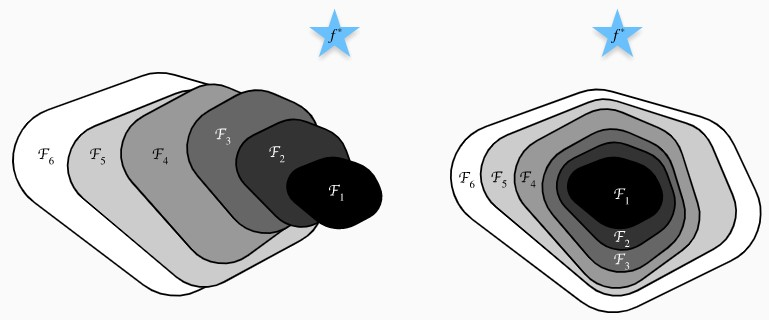 f*
f*
ℱ₆ ℱ₅ ℱ₄ ℱ₃ ℱ₂ ℱ₁
ℱ₆ ℱ₅ ℱ₄ ℱ₁
ℱ₂
ℱ₃